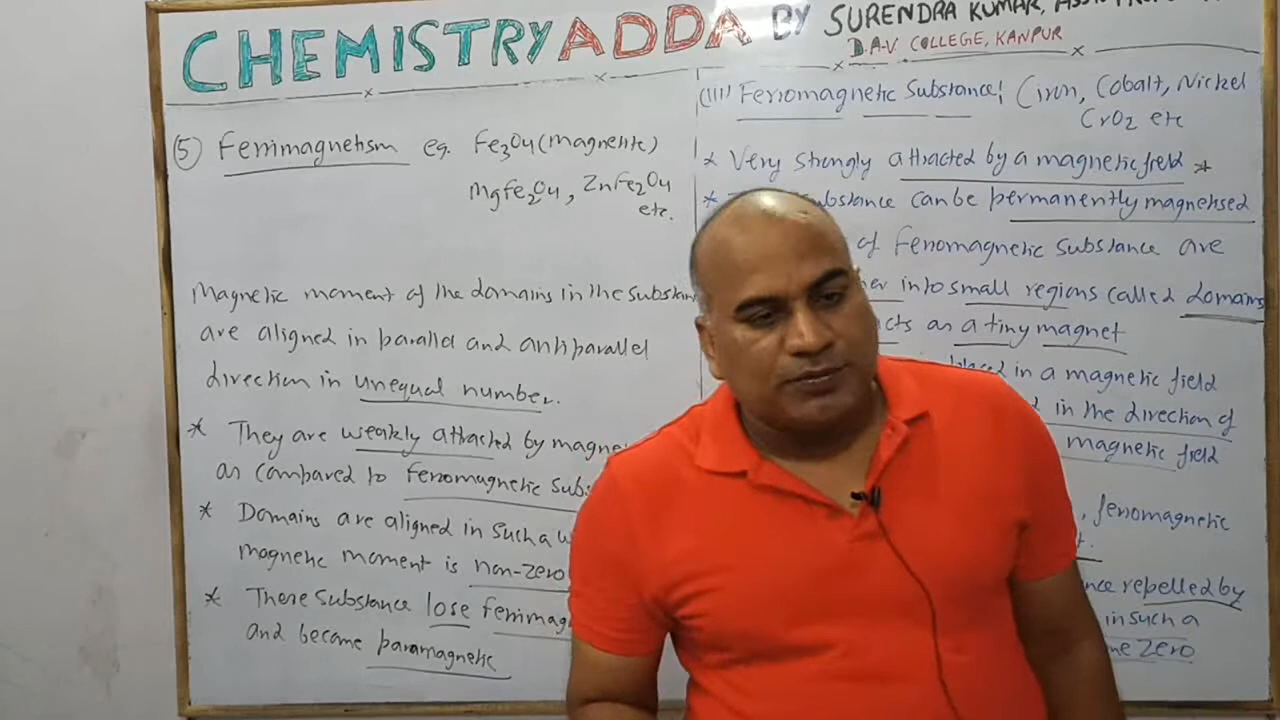 CHEMISTRY ADDA BY SURENDRA KUMAR,
D.A.V COLLEGE, KANPUR
(5) Ferrimagnetism eg. Fe3O4 (magnetite)
MgFe2O4, ZnFe2O4
etc.
Magnetic moment of the domains in the substan
are aligned in parallel and antiparallel
direction in unequal number.
* They are weakly attracted by magne
as compared to ferromagnetic subs
* Domains are aligned in such a w
magnetic moment is non-zero
* These substance lose ferrimag
and become paramagnetic
(III) Ferromagnetic Substance: (iron, Cobalt, Nickel
CrO2 etc
* Very strongly attracted by a magnetic field *
* substance can be permanently magnetised
of ferromagnetic substance are
into small regions called domains
acts as a tiny magnet
placed in a magnetic field
in the direction of
magnetic field
, ferromagnetic
repelled by
in such a
zero